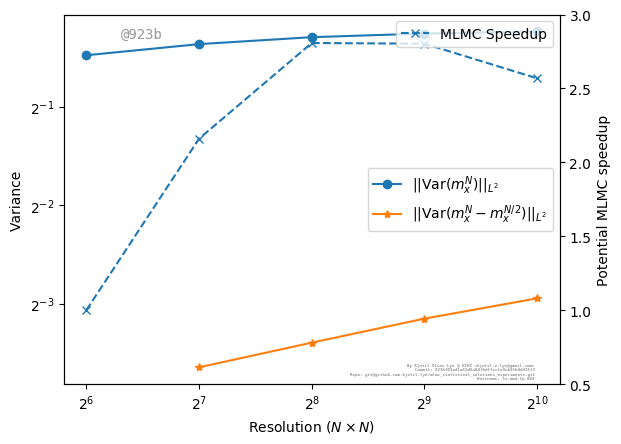 @923b
MLMC Speedup
||Var(m_x^N)||_{L^2}
||Var(m_x^N − m_x^{N/2})||_{L^2}
Variance
Potential MLMC speedup
2^{-1}
2^{-2}
2^{-3}
3.0
2.5
2.0
1.5
1.0
0.5
2^6
2^7
2^8
2^9
2^{10}
Resolution (N × N)